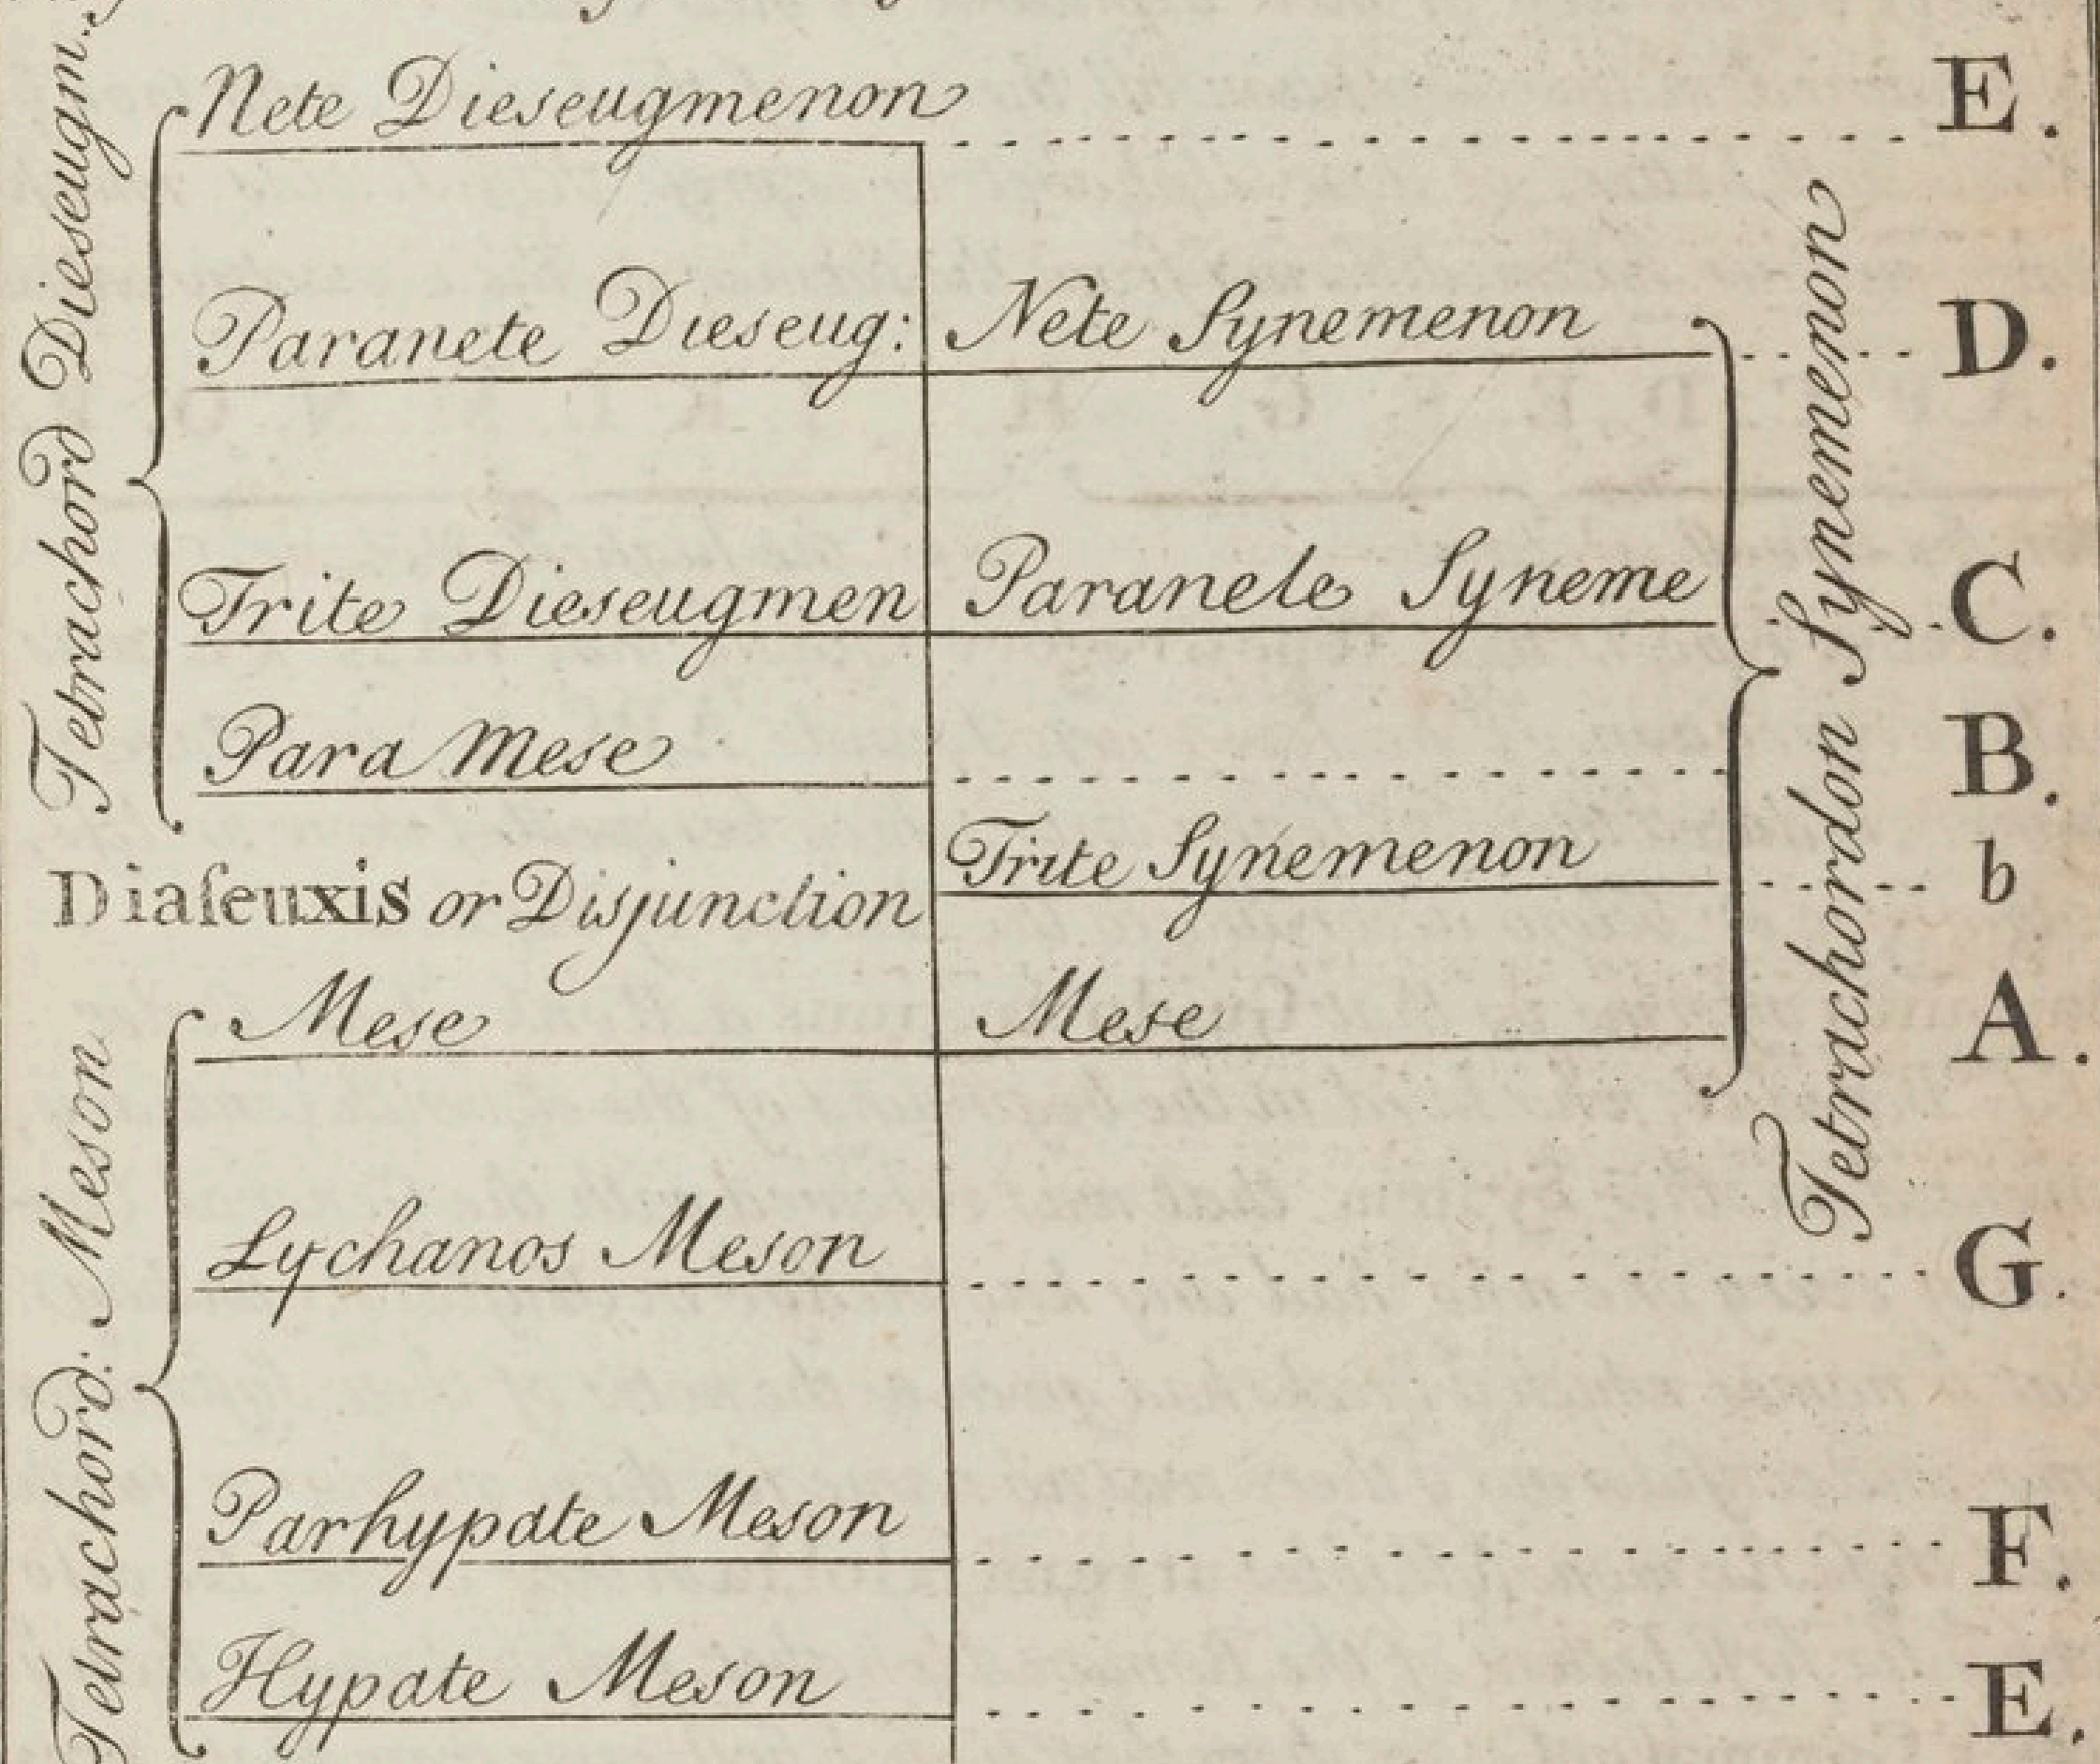 Nete Dieseugmenon E.
Paranete Dieseug: Nete Synemenon D.
Trite Dieseugmen Paranete Syneme C.
Para Mese B.
Trite Synemenon b
Diaſeuxis or Disjunction
Mese Mese A.
Lychanos Meson G.
Parhypate Meson F.
Hypate Meson E.
Tetrachord Dieseugm.
Tetrachord: Meson
Tetrachordon Synemenon